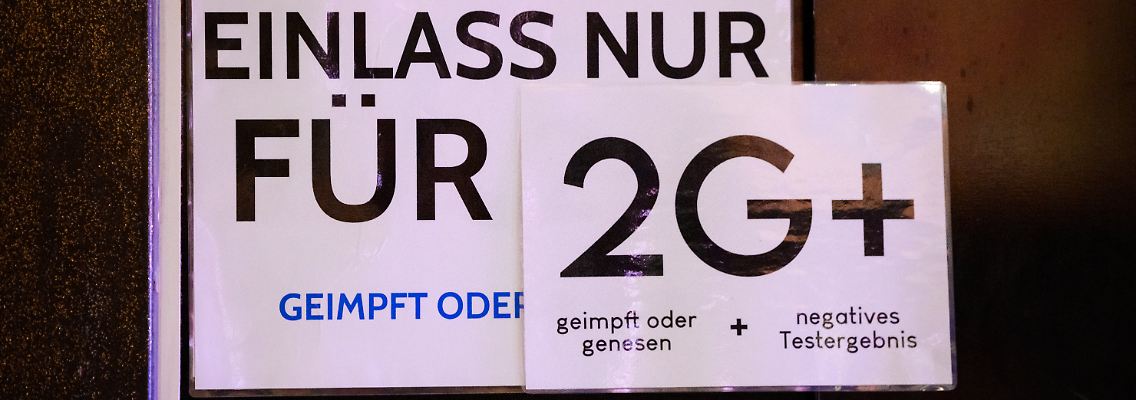 EINLASS NUR
FÜR
GEIMPFT ODER
2G+
geimpft oder
genesen
+
negatives
Testergebnis